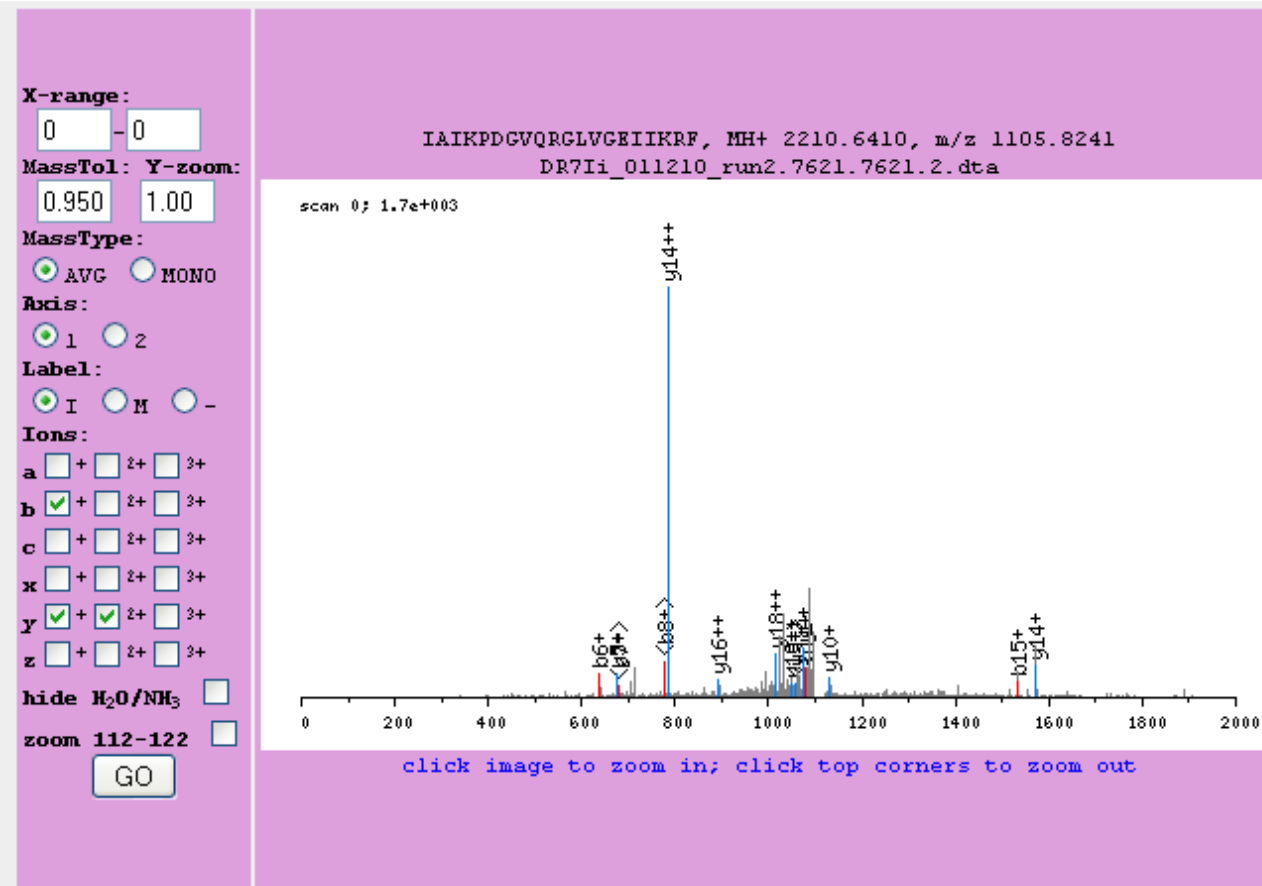 X-range:
0 - 0
MassTol: Y-zoom:
0.950 1.00
MassType:
AVG MONO
Axis:
1 2
Label:
I M -
Ions:
a + 2+ 3+
b + 2+ 3+
c + 2+ 3+
x + 2+ 3+
y + 2+ 3+
z + 2+ 3+
hide H₂O/NH₃
zoom 112-122
GO
IAIKPDGVQRGLVGEIIKRF, MH+ 2210.6410, m/z 1105.8241
DR7Ii_011210_run2.7621.7621.2.dta
scan 0; 1.7e+003
y14++
b6+
<b8+>
y16++
y18++
y10+
b15+
y14+
0 200 400 600 800 1000 1200 1400 1600 1800 2000
click image to zoom in; click top corners to zoom out